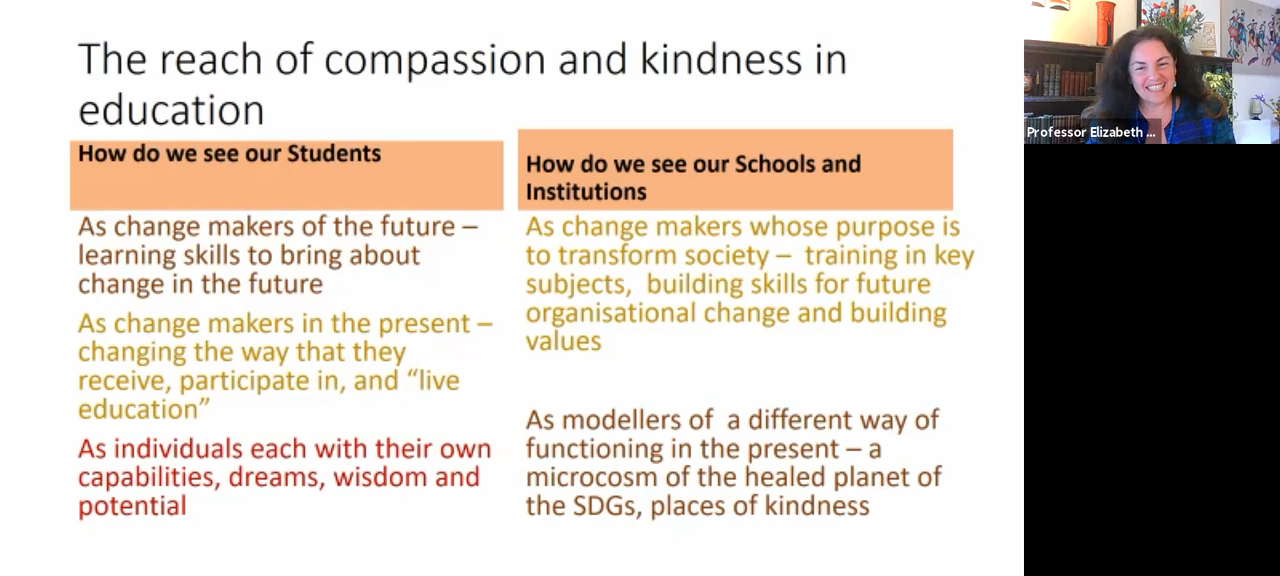 The reach of compassion and kindness in
education
How do we see our Students
As change makers of the future –
learning skills to bring about
change in the future
As change makers in the present –
changing the way that they
receive, participate in, and “live
education”
As individuals each with their own
capabilities, dreams, wisdom and
potential
How do we see our Schools and
Institutions
As change makers whose purpose is
to transform society –  training in key
subjects,  building skills for future
organisational change and building
values
As modellers of  a different way of
functioning in the present – a
microcosm of the healed planet of
the SDGs, places of kindness
Professor Elizabeth ...